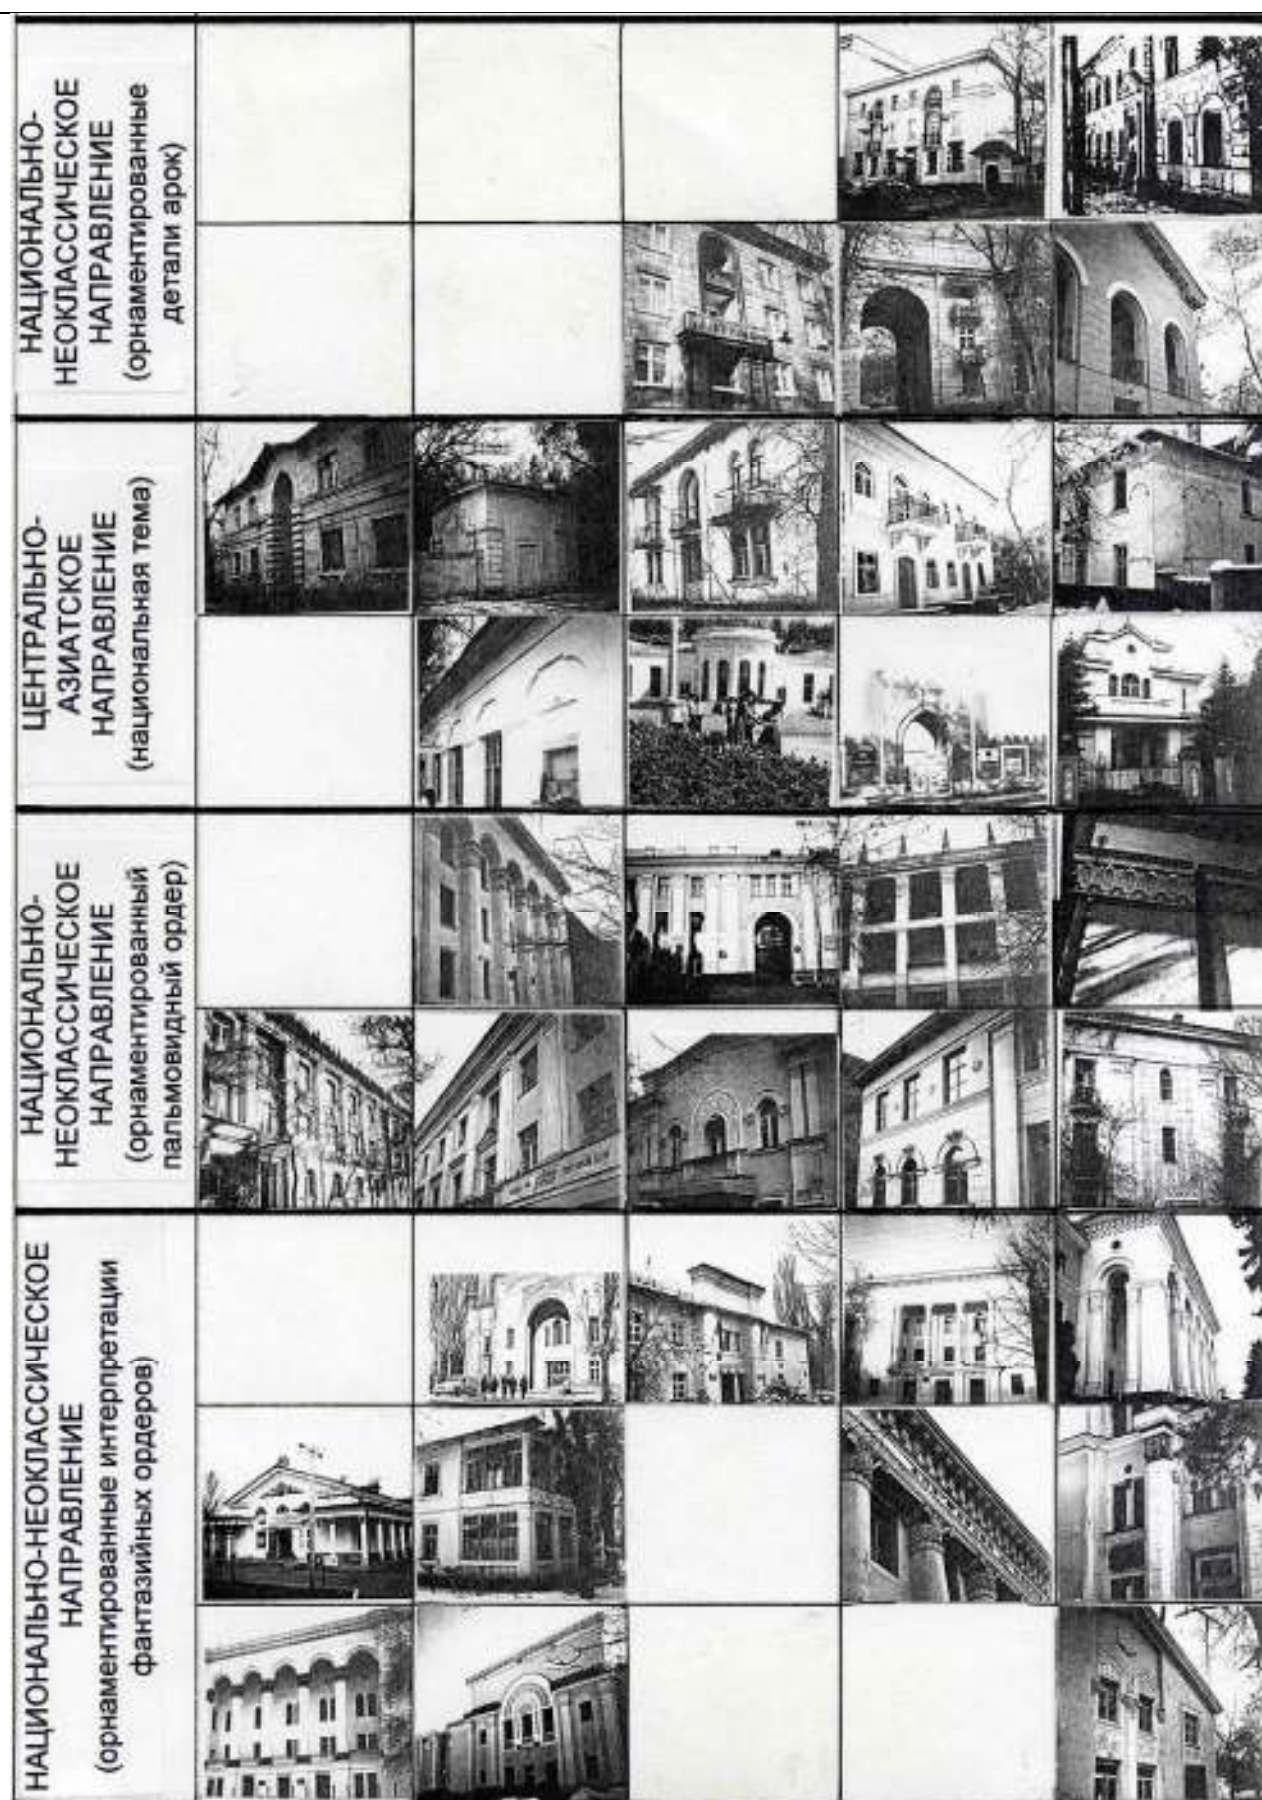 НАЦИОНАЛЬНО-
НЕОКЛАССИЧЕСКОЕ
НАПРАВЛЕНИЕ
(орнаментированные
детали арок)
ЦЕНТРАЛЬНО-
АЗИАТСКОЕ
НАПРАВЛЕНИЕ
(национальная тема)
НАЦИОНАЛЬНО-
НЕОКЛАССИЧЕСКОЕ
НАПРАВЛЕНИЕ
(орнаментированный
пальмовидный ордер)
НАЦИОНАЛЬНО-НЕОКЛАССИЧЕСКОЕ
НАПРАВЛЕНИЕ
(орнаментированные интерпретации
фантазийных ордеров)